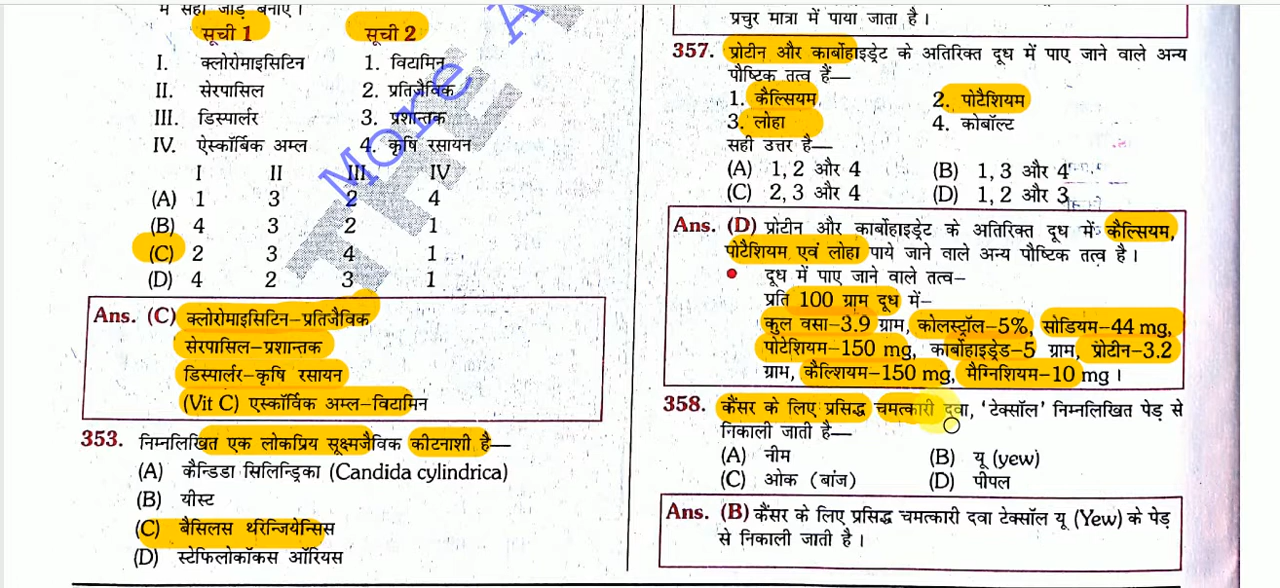 में सही जोड़े बनाए।
सूची 1 सूची 2
I. क्लोरोमाइसिटिन 1. विटामिन
II. सेरपासिल 2. प्रतिजैविक
III. डिस्पार्लर 3. प्रशान्तक
IV. ऐस्कॉर्बिक अम्ल 4. कृषि रसायन
I II III IV
(A) 1 3 2 4
(B) 4 3 2 1
(C) 2 3 4 1
(D) 4 2 3 1
Ans. (C) क्लोरोमाइसिटिन–प्रतिजैविक
सेरपासिल–प्रशान्तक
डिस्पार्लर–कृषि रसायन
(Vit C) एस्कॉर्विक अम्ल–विटामिन
353. निम्नलिखित एक लोकप्रिय सूक्ष्मजैविक कीटनाशी है—
(A) कैन्डिडा सिलिन्ड्रिका (Candida cylindrica)
(B) यीस्ट
(C) बैसिलस थरिन्जियेन्सिस
(D) स्टेफिलोकॉकस ऑरियस
प्रचुर मात्रा में पाया जाता है।
357. प्रोटीन और कार्बोहाइड्रेट के अतिरिक्त दूध में पाए जाने वाले अन्य
पौष्टिक तत्व हैं—
1. कैल्सियम 2. पोटैशियम
3. लोहा 4. कोबॉल्ट
सही उत्तर है—
(A) 1, 2 और 4 (B) 1, 3 और 4
(C) 2, 3 और 4 (D) 1, 2 और 3
Ans. (D) प्रोटीन और कार्बोहाइड्रेट के अतिरिक्त दूध में कैल्सियम,
पोटैशियम एवं लोहा पाये जाने वाले अन्य पौष्टिक तत्व है।
दूध में पाए जाने वाले तत्व–
प्रति 100 ग्राम दूध में–
कुल वसा–3.9 ग्राम, कोलस्ट्रॉल–5%, सोडियम–44 mg,
पोटेशियम–150 mg, कार्बोहाइड्रेड–5 ग्राम, प्रोटीन–3.2
ग्राम, कैल्शियम–150 mg, मैग्निशियम–10 mg।
358. कैंसर के लिए प्रसिद्ध चमत्कारी दवा, 'टेक्सॉल' निम्नलिखित पेड़ से
निकाली जाती है—
(A) नीम (B) यू (yew)
(C) ओक (बांज) (D) पीपल
Ans. (B) कैंसर के लिए प्रसिद्ध चमत्कारी दवा टेक्सॉल यू (Yew) के पेड़
से निकाली जाती है।
More
THE